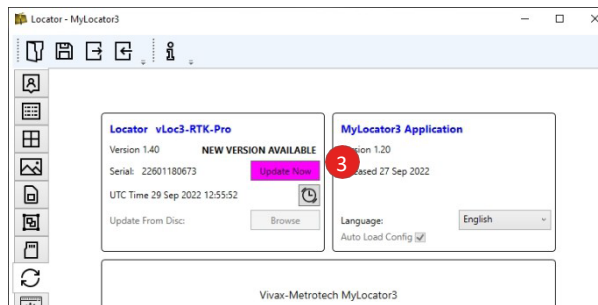 Locator - MyLocator3
Locator vLoc3-RTK-Pro
Version 1.40 NEW VERSION AVAILABLE
Serial: 22601180673 Update Now
UTC Time 29 Sep 2022 12:55:52
Update From Disc: Browse
MyLocator3 Application
3
sion 1.20
ased 27 Sep 2022
Language: English
Auto Load Config
Vivax-Metrotech MyLocator3